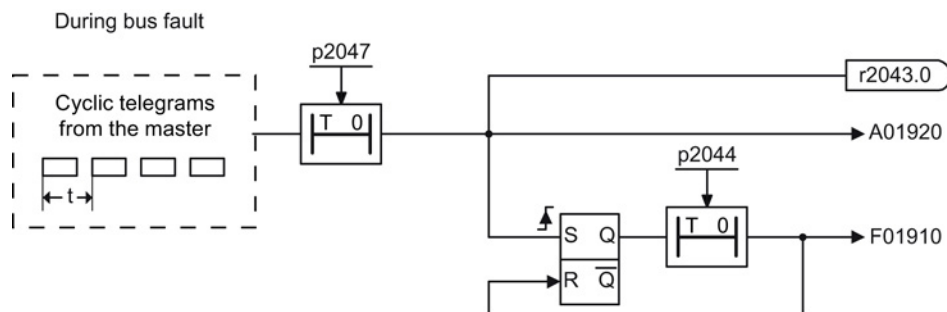 During bus fault
p2047
r2043.0
Cyclic telegrams
from the master
T 0
A01920
t
p2044
S Q
T 0
F01910
R Q̅